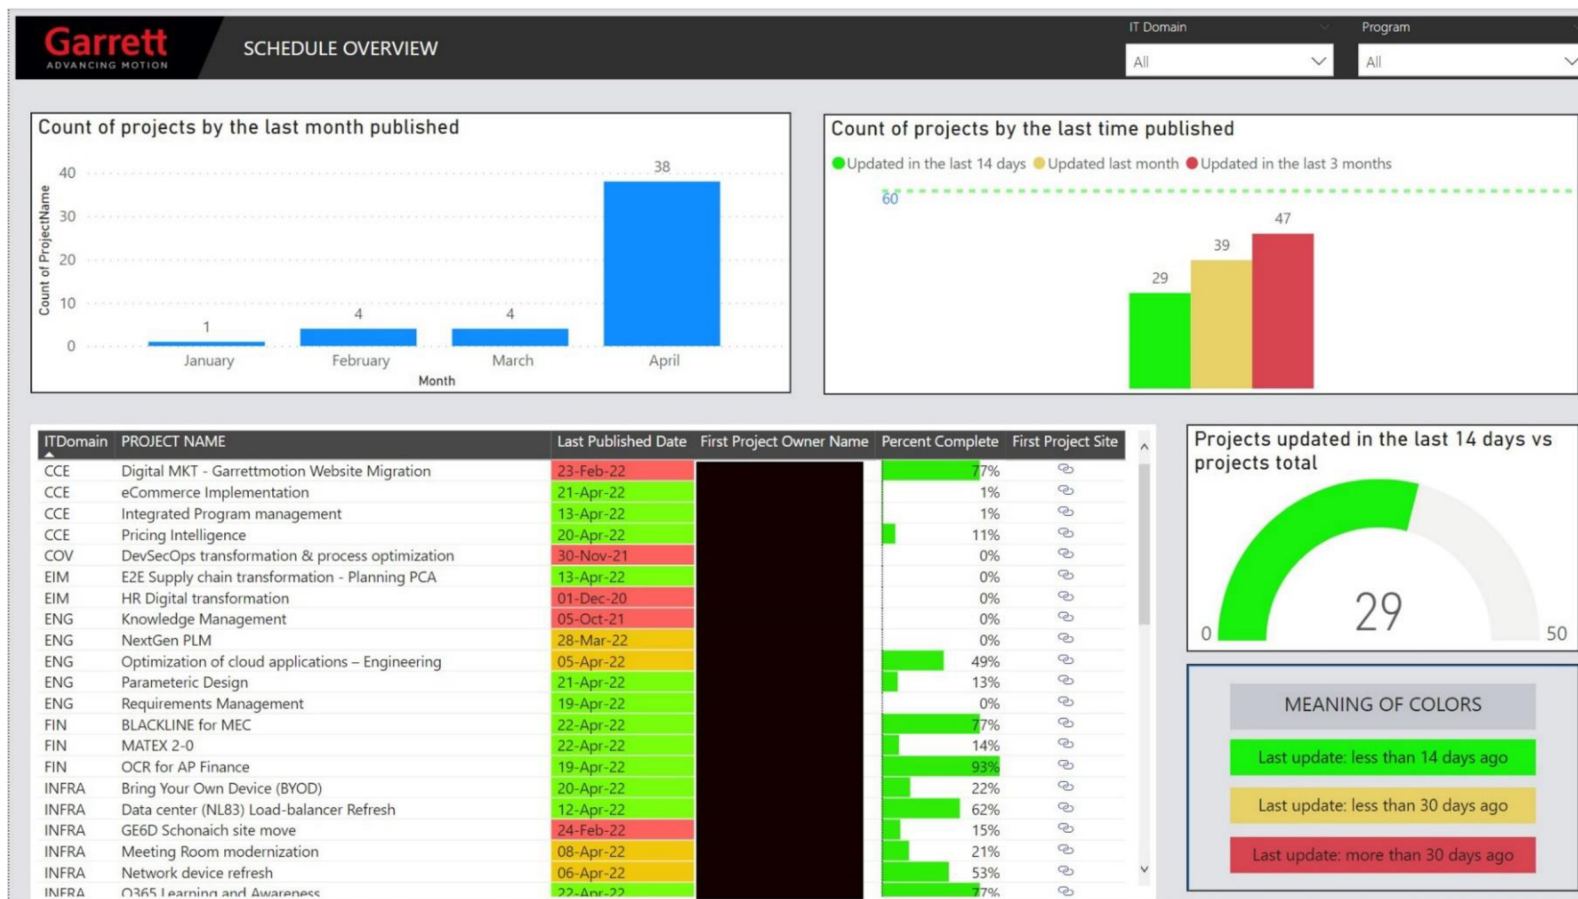 Garrett
ADVANCING MOTION
SCHEDULE OVERVIEW
IT Domain
All
Program
All
Count of projects by the last month published
Count of ProjectName
40
30
20
10
0
1
4
4
38
January February March April
Month
Count of projects by the last time published
Updated in the last 14 days Updated last month Updated in the last 3 months
60
29
39
47
ITDomain PROJECT NAME Last Published Date First Project Owner Name Percent Complete First Project Site
CCE Digital MKT - Garrettmotion Website Migration 23-Feb-22 77%
CCE eCommerce Implementation 21-Apr-22 1%
CCE Integrated Program management 13-Apr-22 1%
CCE Pricing Intelligence 20-Apr-22 11%
COV DevSecOps transformation & process optimization 30-Nov-21 0%
EIM E2E Supply chain transformation - Planning PCA 13-Apr-22 0%
EIM HR Digital transformation 01-Dec-20 0%
ENG Knowledge Management 05-Oct-21 0%
ENG NextGen PLM 28-Mar-22 0%
ENG Optimization of cloud applications – Engineering 05-Apr-22 49%
ENG Parameteric Design 21-Apr-22 13%
ENG Requirements Management 19-Apr-22 0%
FIN BLACKLINE for MEC 22-Apr-22 77%
FIN MATEX 2-0 22-Apr-22 14%
FIN OCR for AP Finance 19-Apr-22 93%
INFRA Bring Your Own Device (BYOD) 20-Apr-22 22%
INFRA Data center (NL83) Load-balancer Refresh 12-Apr-22 62%
INFRA GE6D Schonaich site move 24-Feb-22 15%
INFRA Meeting Room modernization 08-Apr-22 21%
INFRA Network device refresh 06-Apr-22 53%
INFRA O365 Learning and Awareness 22-Apr-22 77%
Projects updated in the last 14 days vs
projects total
29
0
50
MEANING OF COLORS
Last update: less than 14 days ago
Last update: less than 30 days ago
Last update: more than 30 days ago